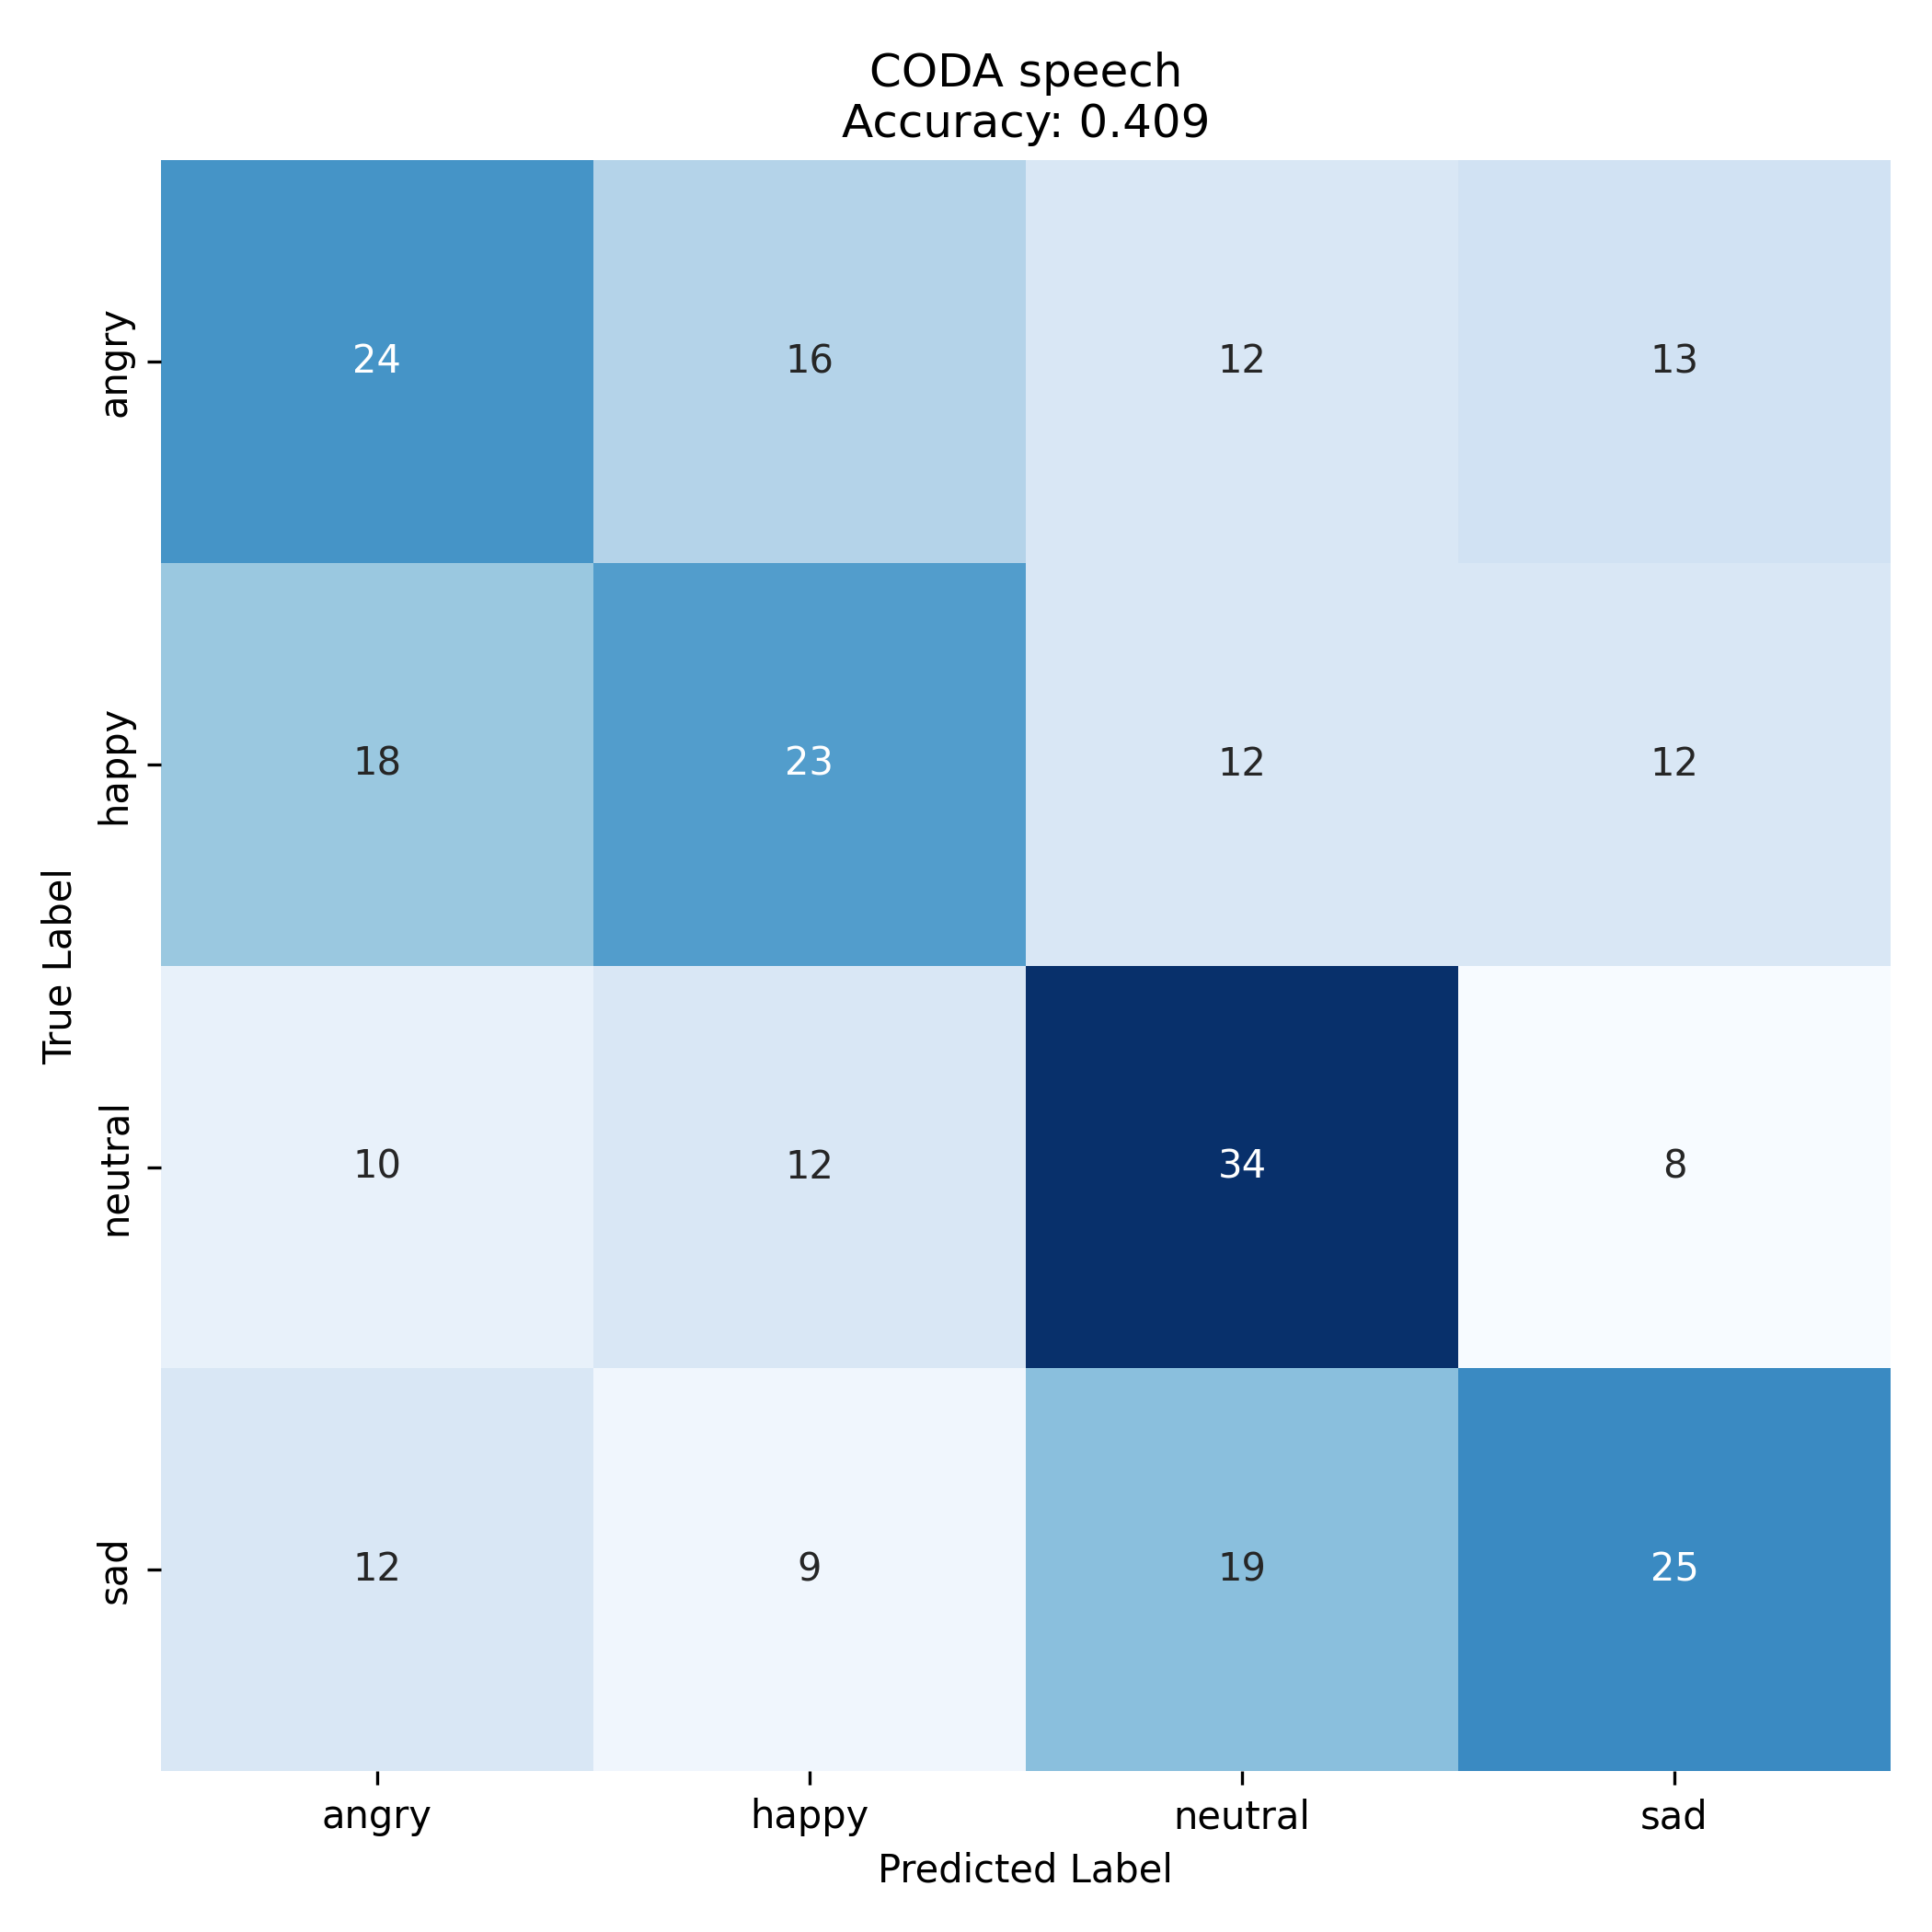 CODA speech
Accuracy: 0.409
True Label
angry 24 16 12 13
happy 18 23 12 12
neutral 10 12 34 8
sad 12 9 19 25
angry happy neutral sad
Predicted Label